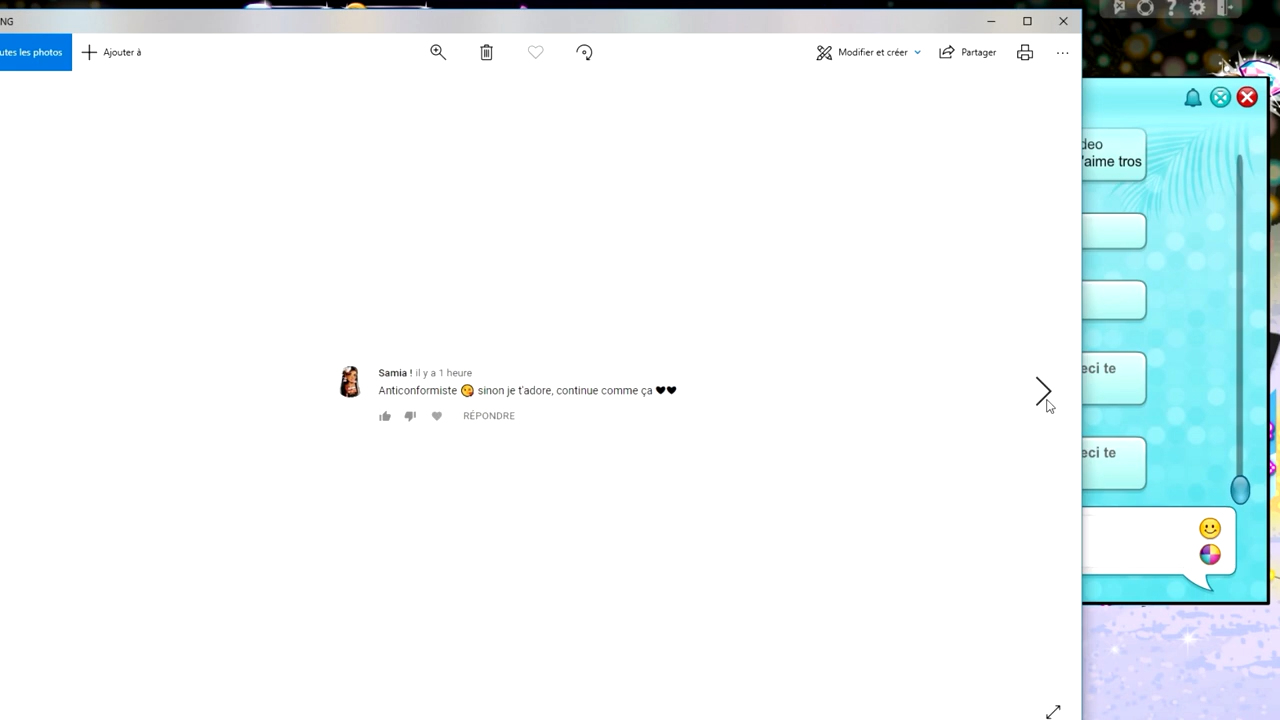 NG
utes les photos
Ajouter à
Modifier et créer
Partager
deo
'aime tros
Samia ! il y a 1 heure
Anticonformiste 😘 sinon je t'adore, continue comme ça ♥♥
RÉPONDRE
eci te
eci te